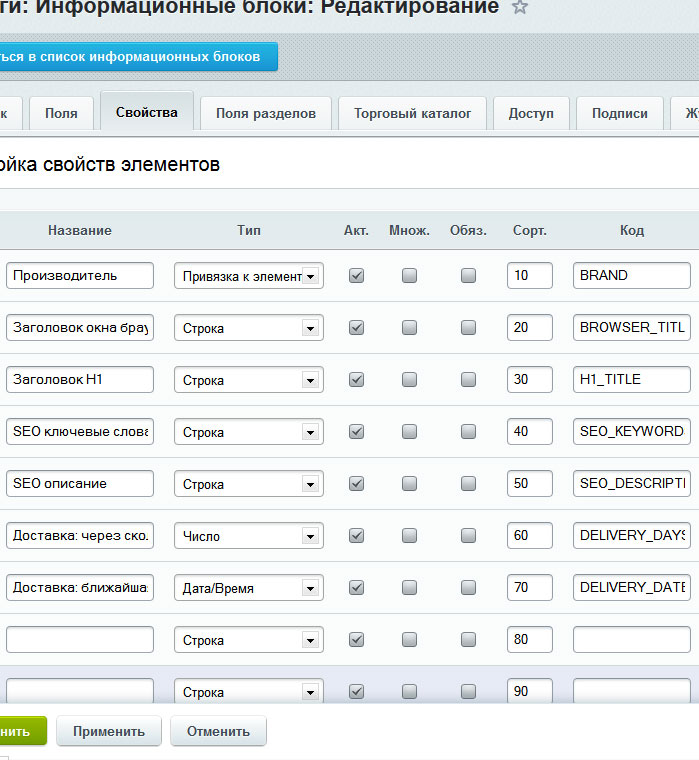 ги: Информационные блоки: Редактирование
ься в список информационных блоков
к Поля Свойства Поля разделов Торговый каталог Доступ Подписи Ж
ойка свойств элементов
Название Тип Акт. Множ. Обяз. Сорт. Код
Производитель Привязка к элемент 10 BRAND
Заголовок окна брау Строка 20 BROWSER_TITL
Заголовок H1 Строка 30 H1_TITLE
SEO ключевые слова Строка 40 SEO_KEYWORD
SEO описание Строка 50 SEO_DESCRIPTI
Доставка: через ско. Число 60 DELIVERY_DAYS
Доставка: ближайша Дата/Время 70 DELIVERY_DATE
Строка 80
Строка 90
нить Применить Отменить